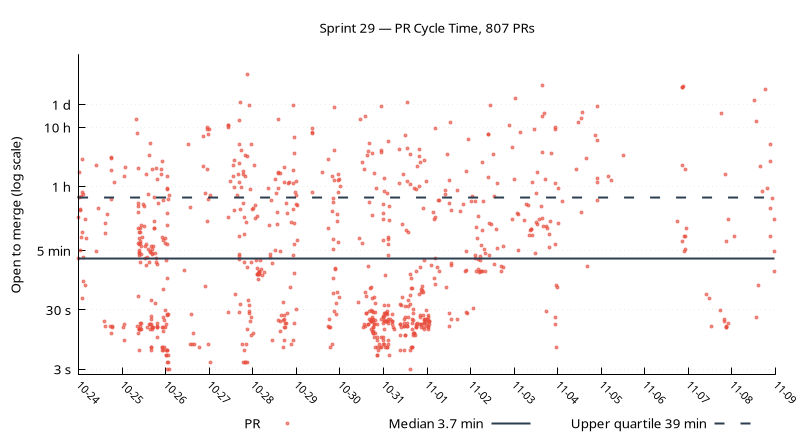 Sprint 29 — PR Cycle Time, 807 PRs
Open to merge (log scale)
1 d
10 h
1 h
5 min
30 s
3 s
10-24 10-25 10-26 10-27 10-28 10-29 10-30 10-31 11-01 11-02 11-03 11-04 11-05 11-06 11-07 11-08 11-09
PR Median 3.7 min Upper quartile 39 min